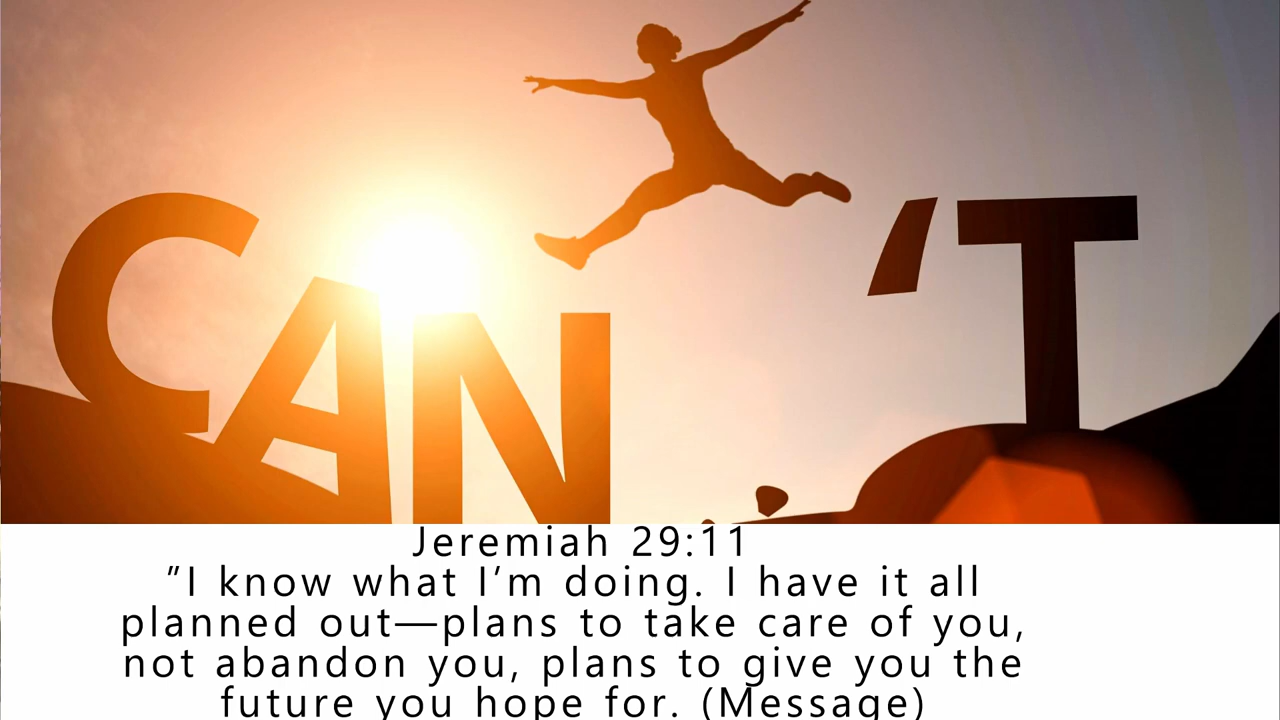 CAN 'T
Jeremiah 29:11
"I know what I'm doing. I have it all
planned out—plans to take care of you,
not abandon you, plans to give you the
future you hope for. (Message)